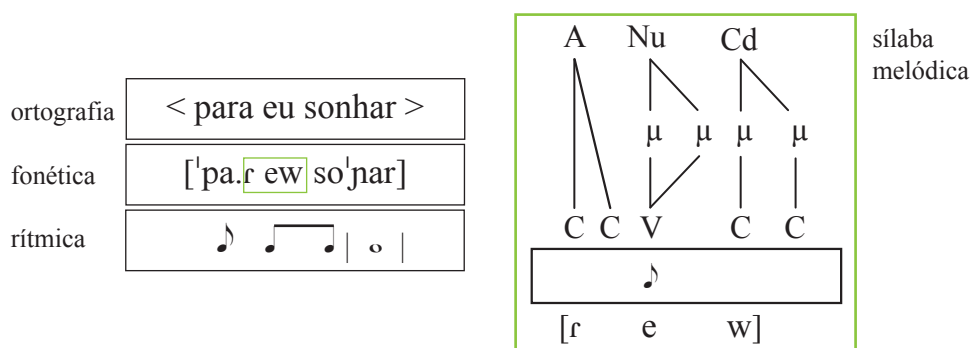 ortografia < para eu sonhar >
fonética [ˈpa.ɾ ew soˈɲar]
rítmica
A Nu Cd
sílaba
melódica
μ μ μ μ
C C V C C
[ɾ e w]